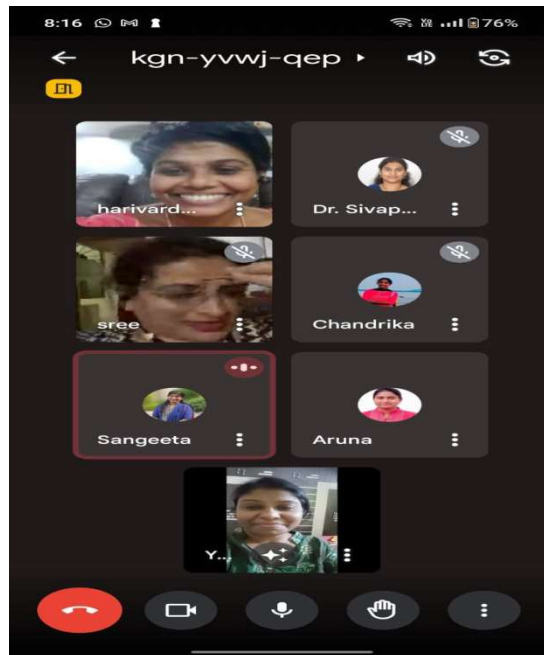 8:16 76%
kgn-yvwj-qep
harivard... Dr. Sivap...
sree Chandrika
Sangeeta Aruna
Y...